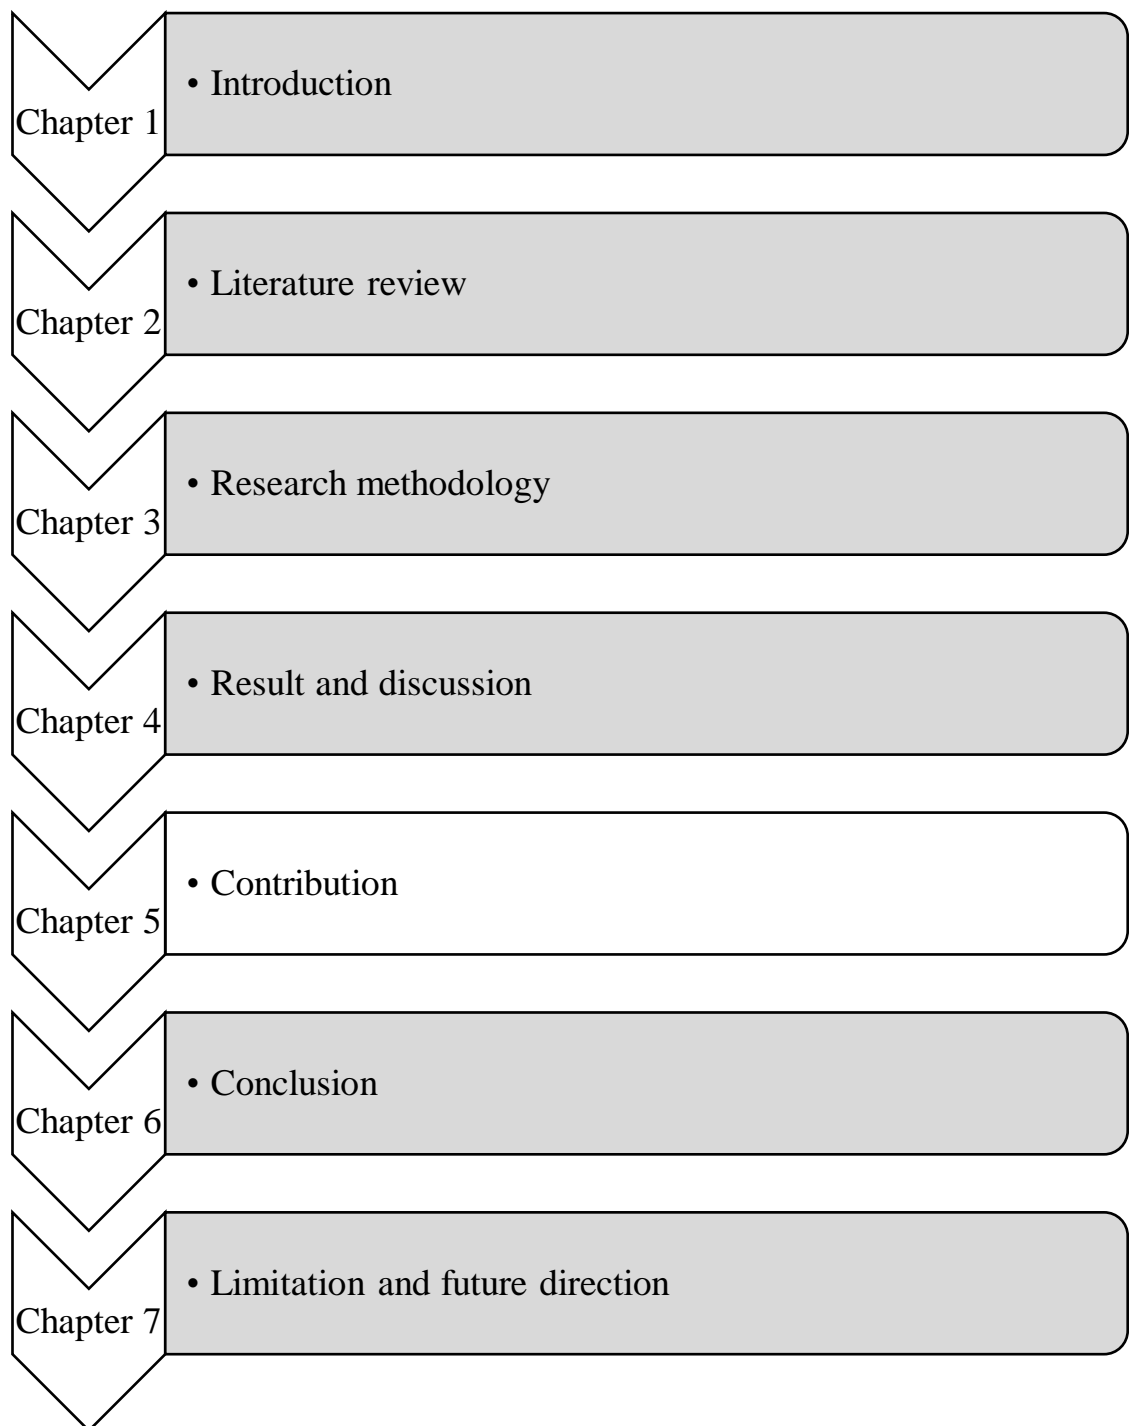 Chapter 1
• Introduction
Chapter 2
• Literature review
Chapter 3
• Research methodology
Chapter 4
• Result and discussion
Chapter 5
• Contribution
Chapter 6
• Conclusion
Chapter 7
• Limitation and future direction